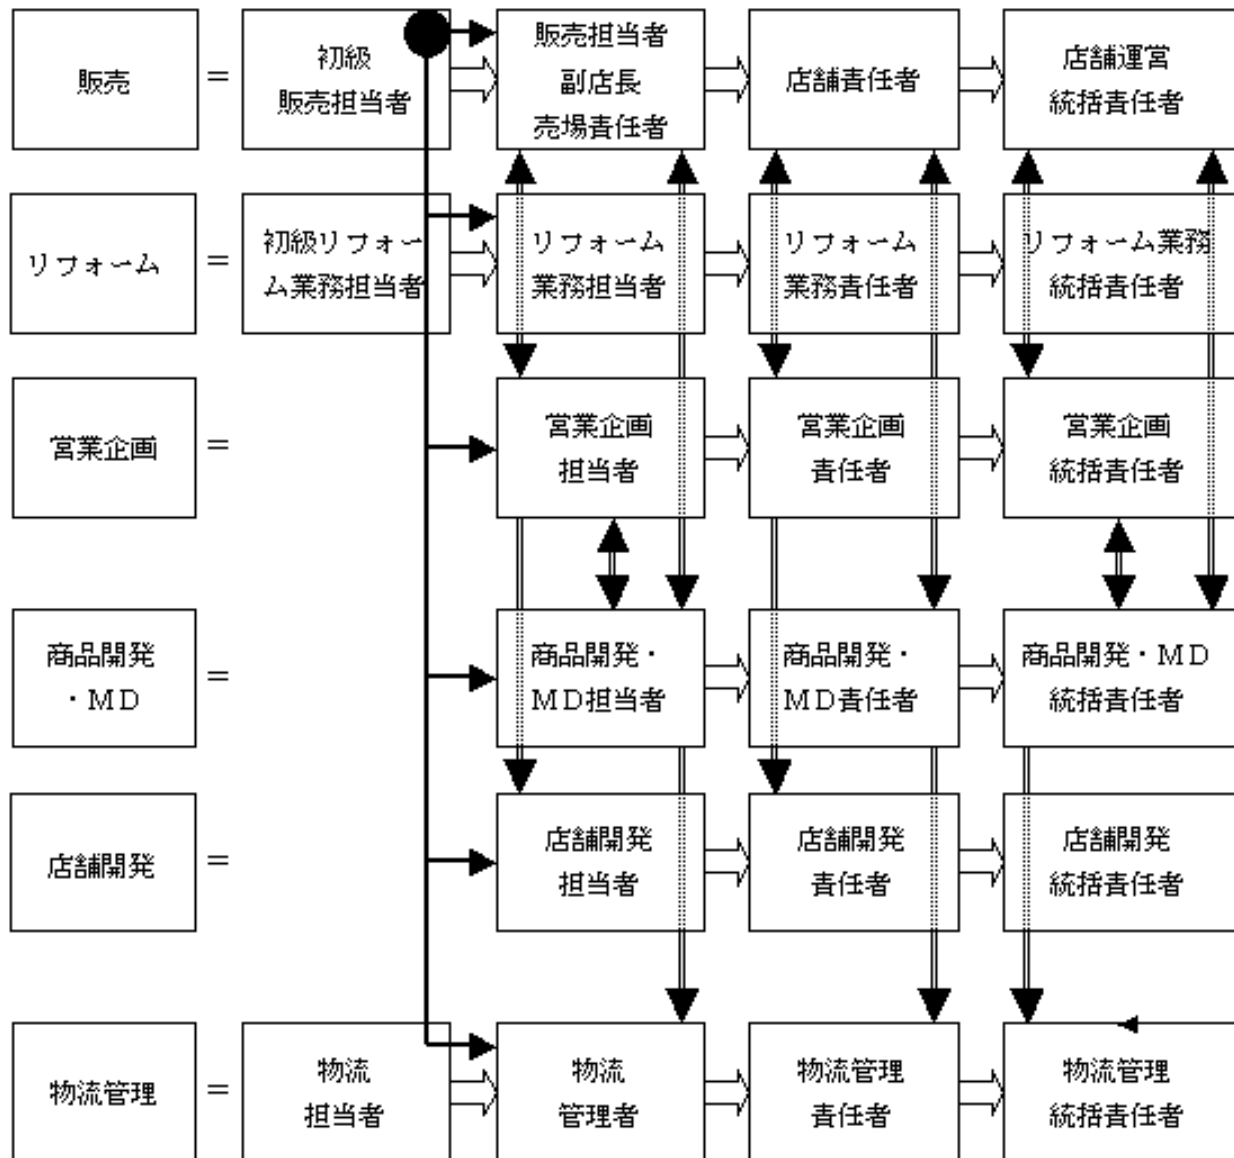 販売
=
初級
販売担当者
販売担当者
副店長
売場責任者
店舗責任者
店舗運営
統括責任者
リフォーム
=
初級リフォー
ム業務担当者
リフォーム
業務担当者
リフォーム
業務責任者
リフォーム業務
統括責任者
営業企画
=
営業企画
担当者
営業企画
責任者
営業企画
統括責任者
商品開発
・ＭＤ
=
商品開発・
ＭＤ担当者
商品開発・
ＭＤ責任者
商品開発・ＭＤ
統括責任者
店舗開発
=
店舗開発
担当者
店舗開発
責任者
店舗開発
統括責任者
物流管理
=
物流
担当者
物流
管理者
物流管理
責任者
物流管理
統括責任者